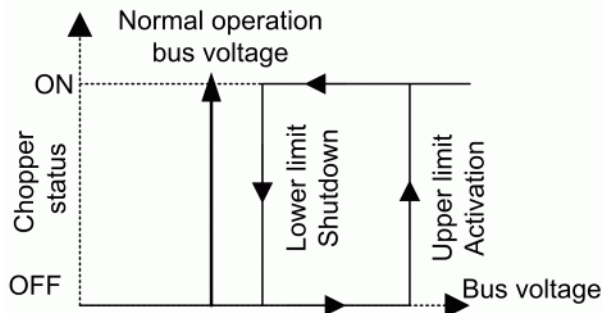 Normal operation
bus voltage
ON
Chopper
status
Lower limit
Shutdown
Upper limit
Activation
OFF
Bus voltage